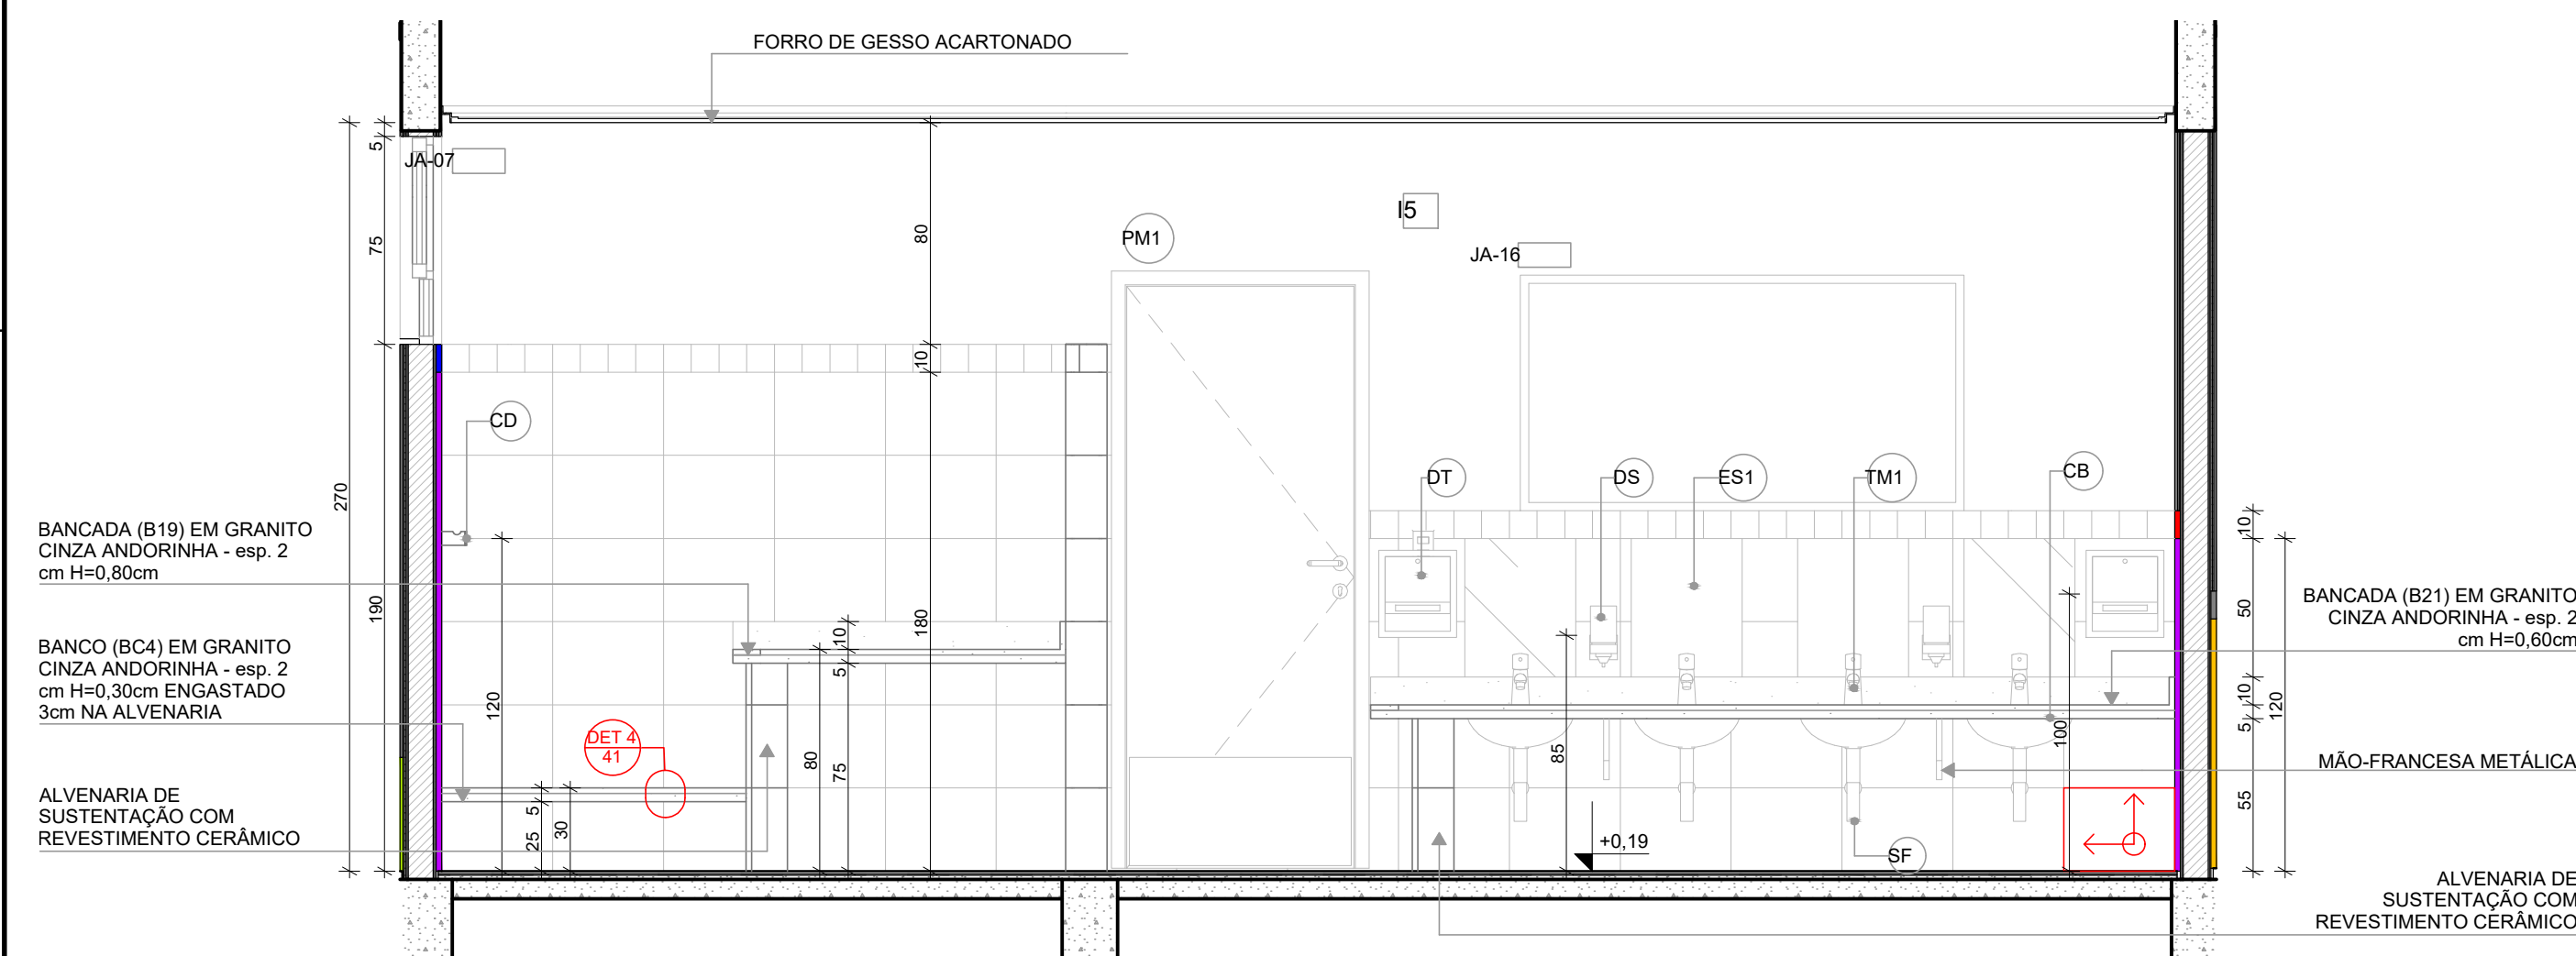 FORRO DE GESSO ACARTONADO
JA-07
I5
PM1
JA-16
5
75
80
10
270
190
180
CD
DT
DS
ES1
TM1
CB
BANCADA (B19) EM GRANITO
CINZA ANDORINHA - esp. 2
cm H=0,80cm
BANCO (BC4) EM GRANITO
CINZA ANDORINHA - esp. 2
cm H=0,30cm ENGASTADO
3cm NA ALVENARIA
ALVENARIA DE
SUSTENTAÇÃO COM
REVESTIMENTO CERÂMICO
120
25
5
30
DET 4
41
80
10
5
75
85
+0,19
SF
100
10
50
10
5
55
120
BANCADA (B21) EM GRANITO
CINZA ANDORINHA - esp. 2
cm H=0,60cm
MÃO-FRANCESA METÁLICA
ALVENARIA DE
SUSTENTAÇÃO COM
REVESTIMENTO CERÂMICO